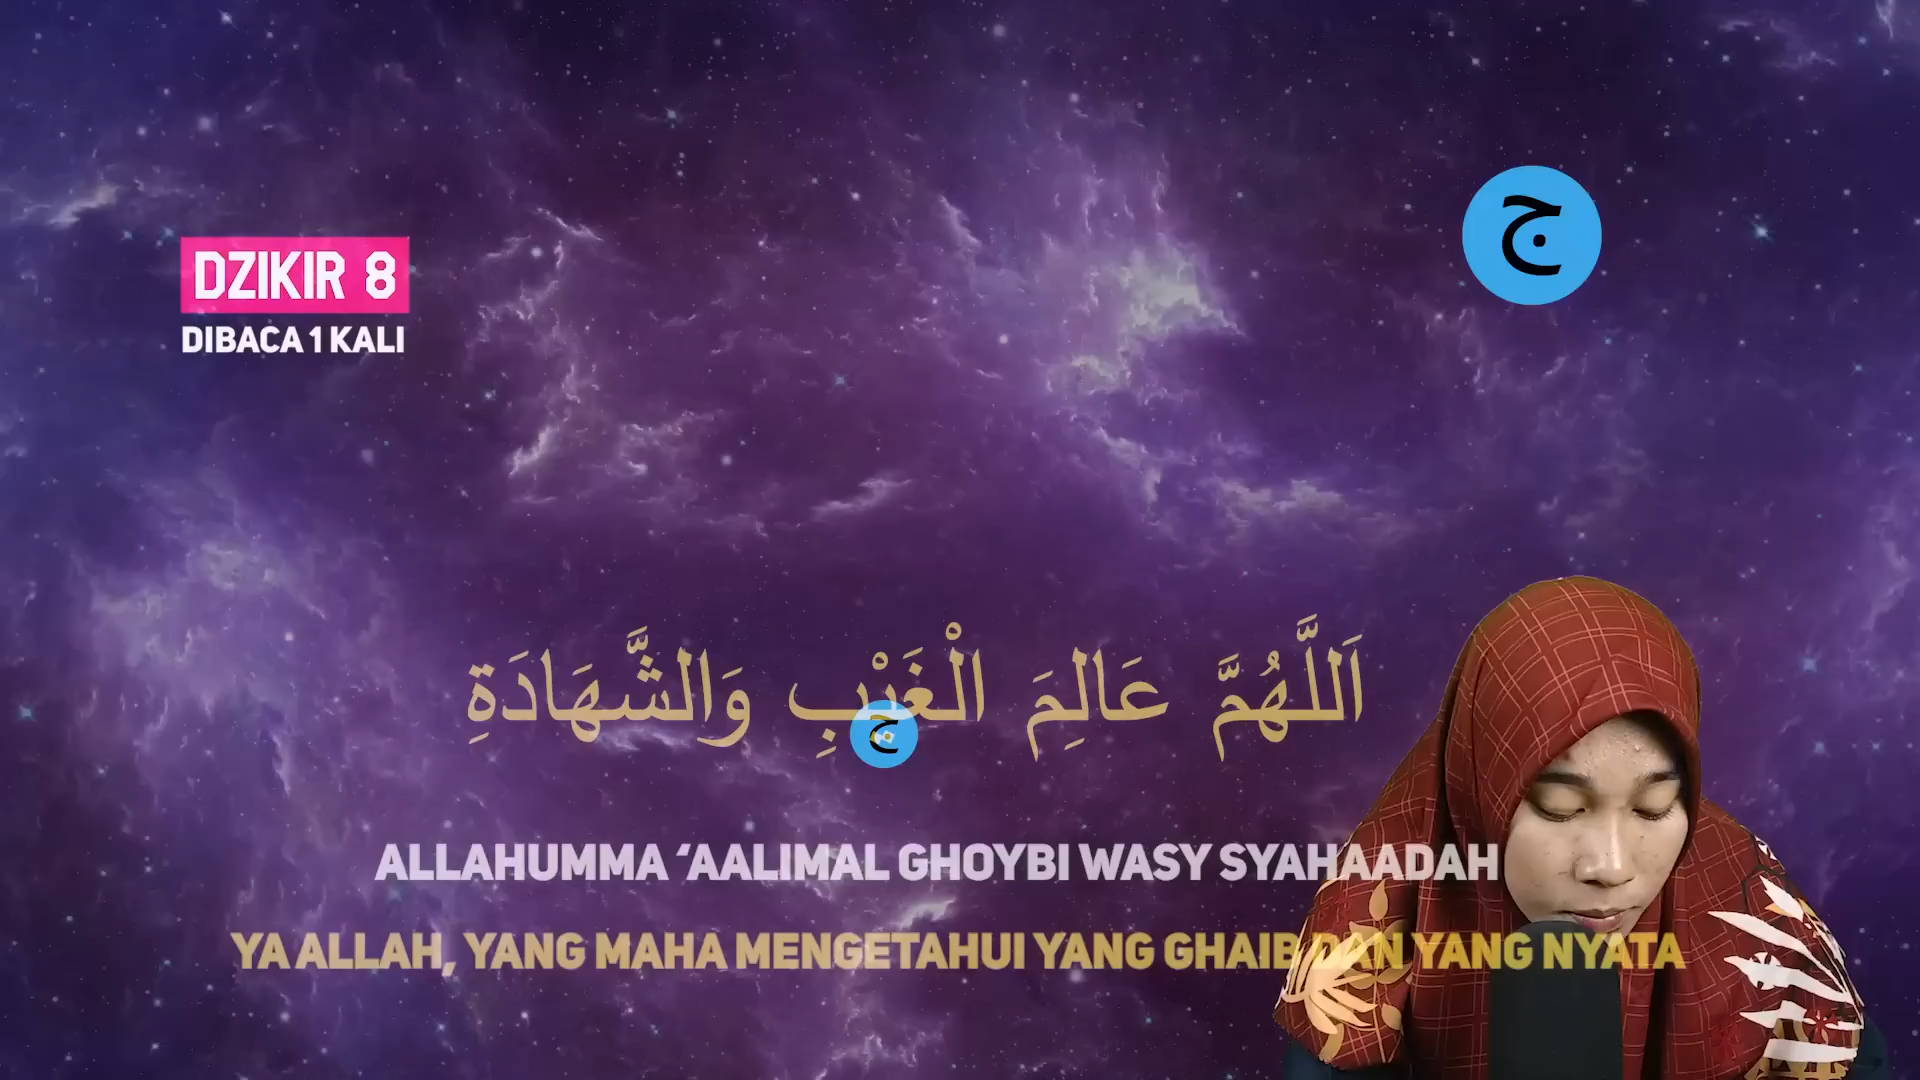 DZIKIR 8
DIBACA 1 KALI
ج
اَللَّهُمَّ عَالِمَ الْغَيْبِ وَالشَّهَادَةِ
ج
ALLAHUMMA ‘AALIMAL GHOYBI WASY SYAHAADAH
YA ALLAH, YANG MAHA MENGETAHUI YANG GHAIB DAN YANG NYATA